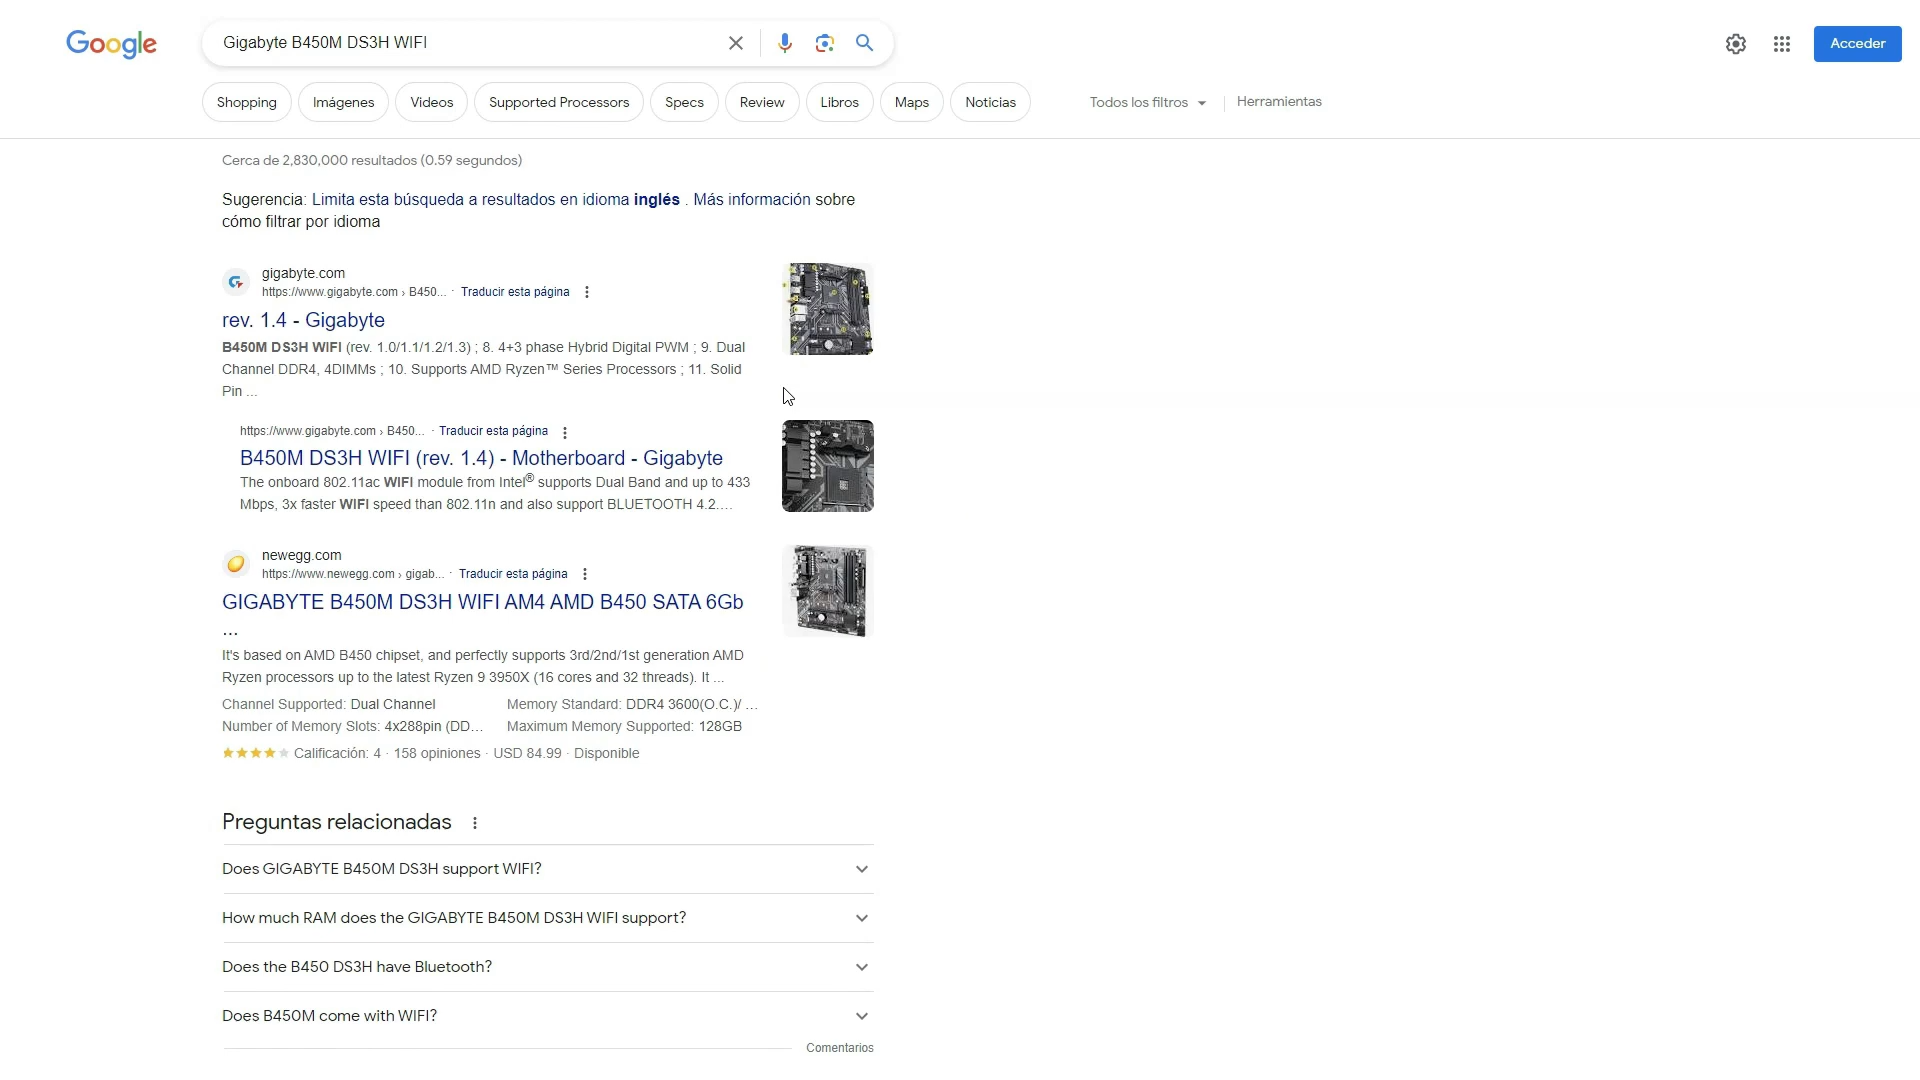 Google
Gigabyte B450M DS3H WIFI
Acceder
Shopping
Imágenes
Videos
Supported Processors
Specs
Review
Libros
Maps
Noticias
Todos los filtros
Herramientas
Cerca de 2,830,000 resultados (0.59 segundos)
Sugerencia: Limita esta búsqueda a resultados en idioma inglés . Más información sobre
cómo filtrar por idioma
gigabyte.com
https://www.gigabyte.com › B450... · Traducir esta página
rev. 1.4 - Gigabyte
B450M DS3H WIFI (rev. 1.0/1.1/1.2/1.3) ; 8. 4+3 phase Hybrid Digital PWM ; 9. Dual
Channel DDR4, 4DIMMs ; 10. Supports AMD Ryzen™ Series Processors ; 11. Solid
Pin ...
https://www.gigabyte.com › B450... · Traducir esta página
B450M DS3H WIFI (rev. 1.4) - Motherboard - Gigabyte
The onboard 802.11ac WIFI module from Intel® supports Dual Band and up to 433
Mbps, 3x faster WIFI speed than 802.11n and also support BLUETOOTH 4.2....
newegg.com
https://www.newegg.com › gigab... · Traducir esta página
GIGABYTE B450M DS3H WIFI AM4 AMD B450 SATA 6Gb
...
It's based on AMD B450 chipset, and perfectly supports 3rd/2nd/1st generation AMD
Ryzen processors up to the latest Ryzen 9 3950X (16 cores and 32 threads). It ...
Channel Supported: Dual Channel
Memory Standard: DDR4 3600(O.C.)/ ...
Number of Memory Slots: 4x288pin (DD...
Maximum Memory Supported: 128GB
Calificación: 4 · 158 opiniones · USD 84.99 · Disponible
Preguntas relacionadas
Does GIGABYTE B450M DS3H support WIFI?
How much RAM does the GIGABYTE B450M DS3H WIFI support?
Does the B450 DS3H have Bluetooth?
Does B450M come with WIFI?
Comentarios